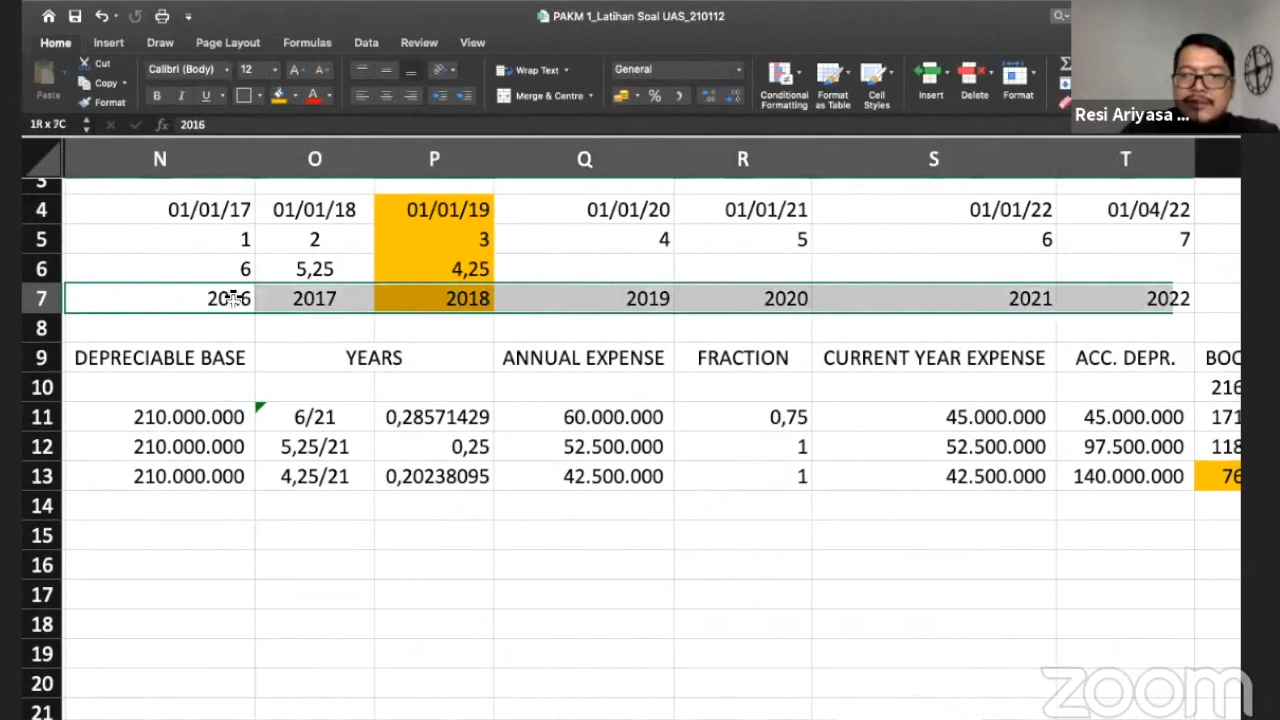 PAKM 1_Latihan Soal UAS_210112
Home Insert Draw Page Layout Formulas Data Review View
Cut
Copy
Format
Paste
Calibri (Body) 12 A A
B I U A
Wrap Text
Merge & Centre
General
%
Conditional Formatting
Format as Table
Cell Styles
Insert
Delete
Format
Resi Ariyasa ...
1R x 7C fx 2016
N O P Q R S T
3
4 01/01/17 01/01/18 01/01/19 01/01/20 01/01/21 01/01/22 01/04/22
5 1 2 3 4 5 6 7
6 6 5,25 4,25
7 2016 2017 2018 2019 2020 2021 2022
8
9 DEPRECIABLE BASE YEARS ANNUAL EXPENSE FRACTION CURRENT YEAR EXPENSE ACC. DEPR. BOO
10 216
11 210.000.000 6/21 0,28571429 60.000.000 0,75 45.000.000 45.000.000 171
12 210.000.000 5,25/21 0,25 52.500.000 1 52.500.000 97.500.000 118
13 210.000.000 4,25/21 0,20238095 42.500.000 1 42.500.000 140.000.000 76
14
15
16
17
18
19
20
21
zoom